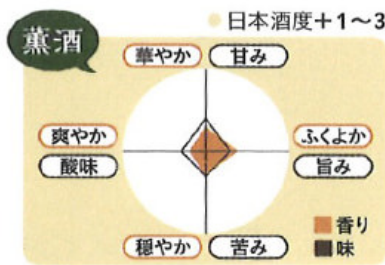 日本酒度+1〜3
薫酒
華やか 甘み
爽やか ふくよか
酸味 旨み
香り
味
穏やか 苦み